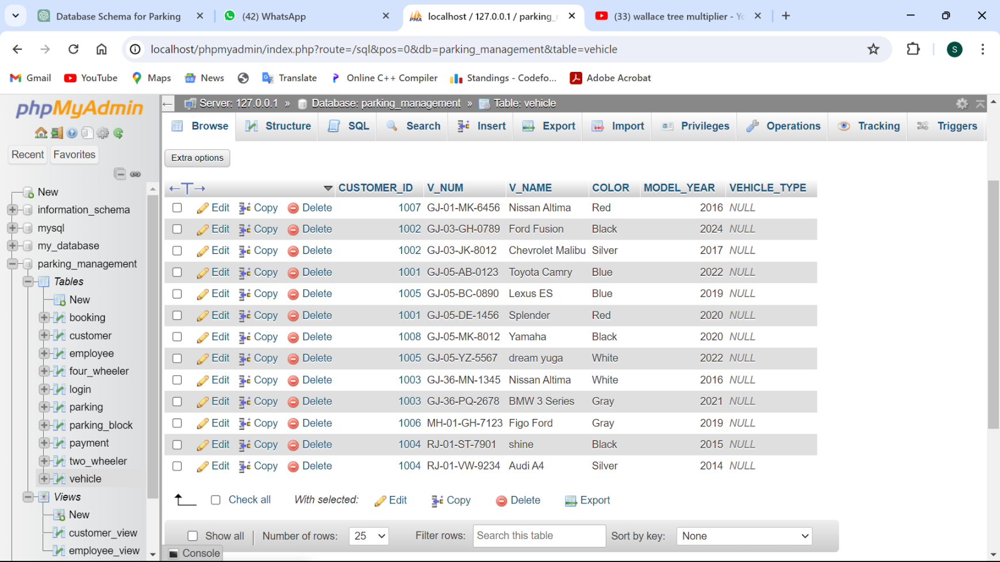 Database Schema for Parking
(42) WhatsApp
localhost / 127.0.0.1 / parking_r
(33) wallace tree multiplier - Yo
localhost/phpmyadmin/index.php?route=/sql&pos=0&db=parking_management&table=vehicle
S
Gmail YouTube Maps News Translate Online C++ Compiler Standings - Codefo... Adobe Acrobat
phpMyAdmin
Recent Favorites
New
information_schema
mysql
my_database
parking_management
Tables
New
booking
customer
employee
four_wheeler
login
parking
parking_block
payment
two_wheeler
vehicle
Views
New
customer_view
employee_view
Server: 127.0.0.1 » Database: parking_management » Table: vehicle
Browse Structure SQL Search Insert Export Import Privileges Operations Tracking Triggers
Extra options
←T→ CUSTOMER_ID V_NUM V_NAME COLOR MODEL_YEAR VEHICLE_TYPE
Edit Copy Delete 1007 GJ-01-MK-6456 Nissan Altima Red 2016 NULL
Edit Copy Delete 1002 GJ-03-GH-0789 Ford Fusion Black 2024 NULL
Edit Copy Delete 1002 GJ-03-JK-8012 Chevrolet Malibu Silver 2017 NULL
Edit Copy Delete 1001 GJ-05-AB-0123 Toyota Camry Blue 2022 NULL
Edit Copy Delete 1005 GJ-05-BC-0890 Lexus ES Blue 2019 NULL
Edit Copy Delete 1001 GJ-05-DE-1456 Splender Red 2020 NULL
Edit Copy Delete 1008 GJ-05-MK-8012 Yamaha Black 2020 NULL
Edit Copy Delete 1005 GJ-05-YZ-5567 dream yuga White 2022 NULL
Edit Copy Delete 1003 GJ-36-MN-1345 Nissan Altima White 2016 NULL
Edit Copy Delete 1003 GJ-36-PQ-2678 BMW 3 Series Gray 2021 NULL
Edit Copy Delete 1006 MH-01-GH-7123 Figo Ford Gray 2019 NULL
Edit Copy Delete 1004 RJ-01-ST-7901 shine Black 2015 NULL
Edit Copy Delete 1004 RJ-01-VW-9234 Audi A4 Silver 2014 NULL
Check all With selected: Edit Copy Delete Export
Show all | Number of rows: 25 Filter rows: Search this table Sort by key: None
Console